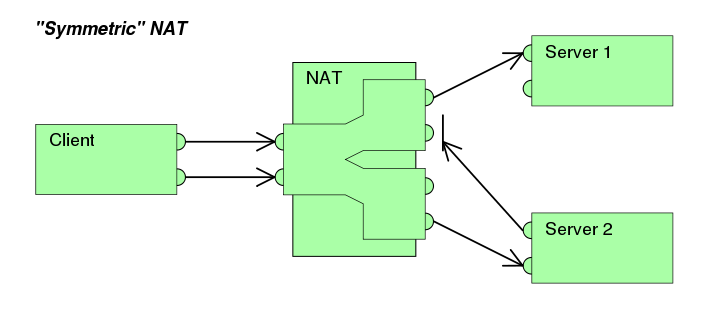 "Symmetric" NAT
NAT
Server 1
Client
Server 2